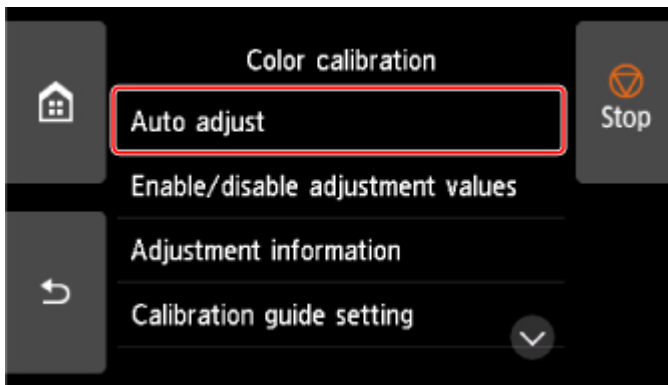 Color calibration
Auto adjust
Stop
Enable/disable adjustment values
Adjustment information
Calibration guide setting